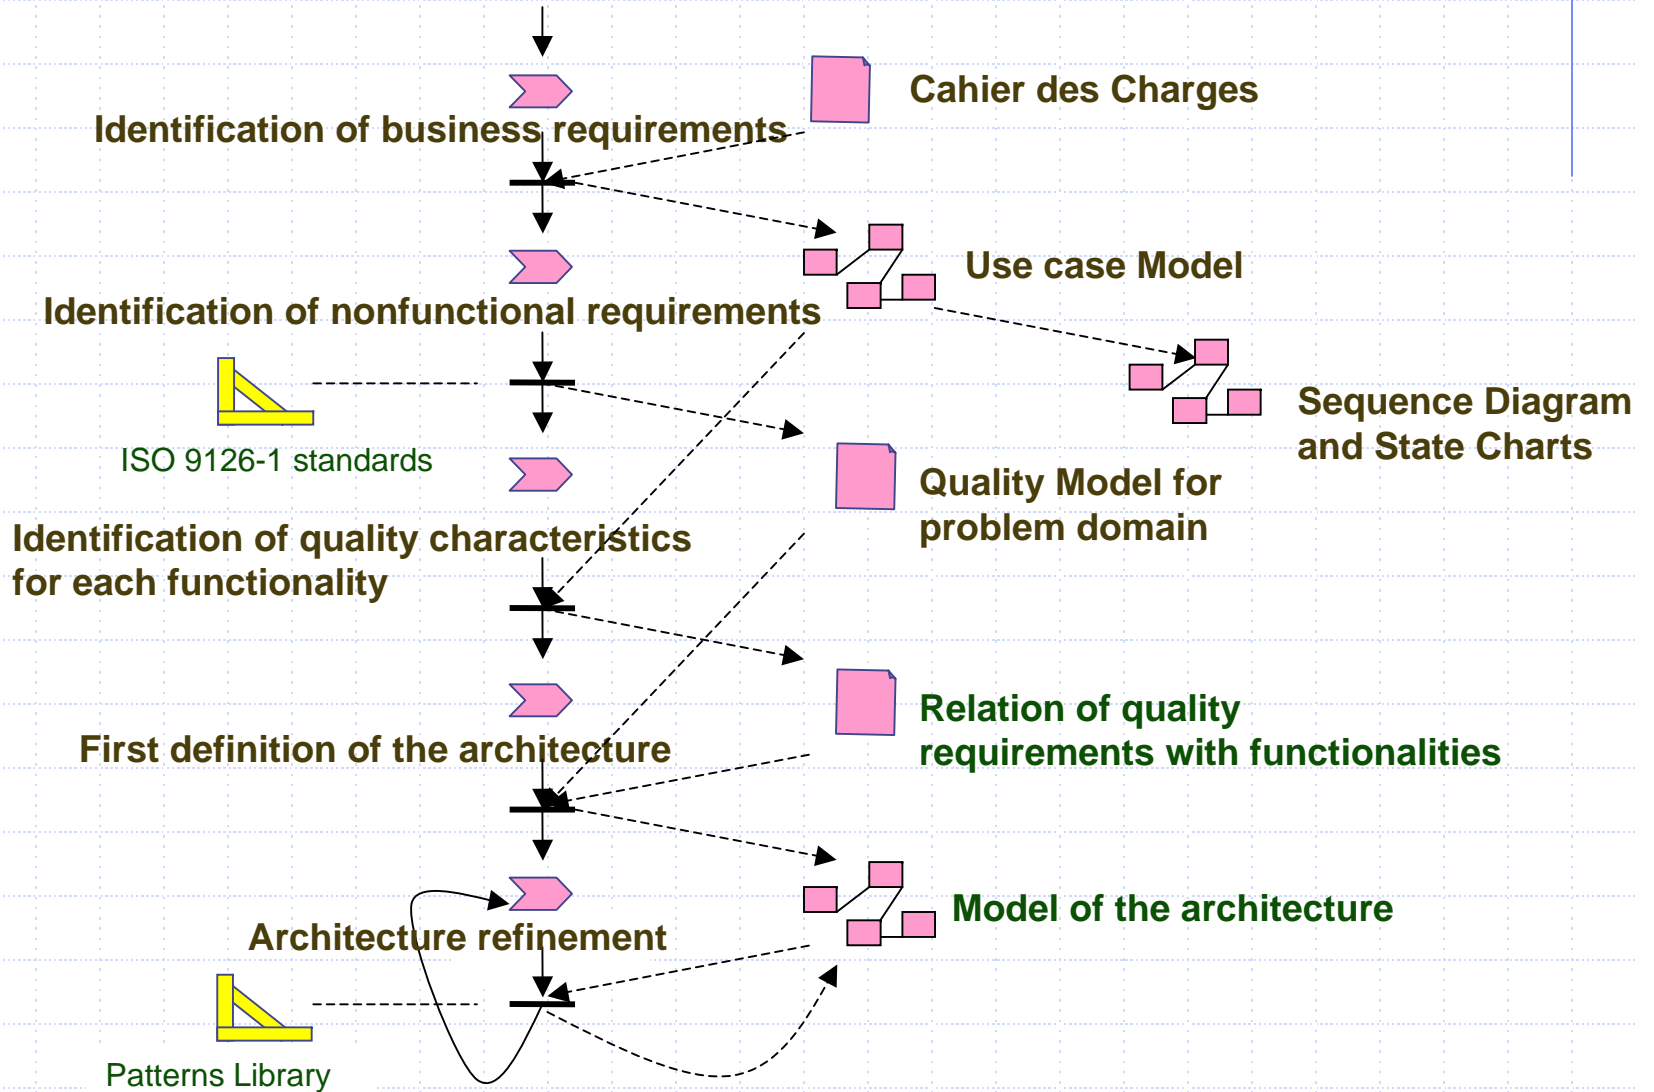 Cahier des Charges
Identification of business requirements
Use case Model
Identification of nonfunctional requirements
Sequence Diagram
and State Charts
ISO 9126-1 standards
Quality Model for
problem domain
Identification of quality characteristics
for each functionality
Relation of quality
requirements with functionalities
First definition of the architecture
Model of the architecture
Architecture refinement
Patterns Library